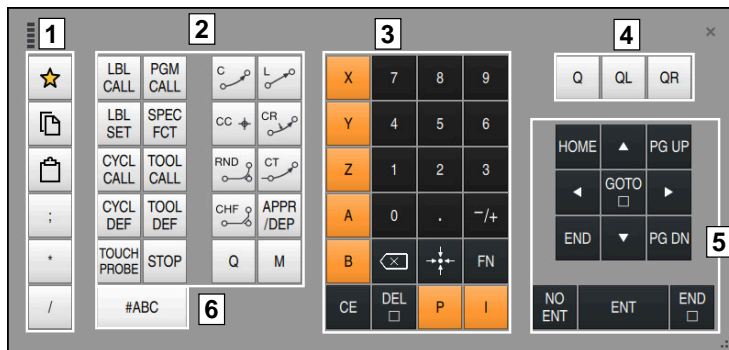 1
2
3
4
×
;
*
/
LBL CALL
PGM CALL
LBL SET
SPEC FCT
CYCL CALL
TOOL CALL
CYCL DEF
TOOL DEF
TOUCH PROBE
STOP
C
L
CC
CR
RND
CT
CHF
APPR /DEP
Q
M
#ABC
6
X
7
8
9
Y
4
5
6
Z
1
2
3
A
0
.
−/+
B
FN
CE
DEL
P
I
Q
QL
QR
HOME
PG UP
GOTO
END
PG DN
5
NO ENT
ENT
END